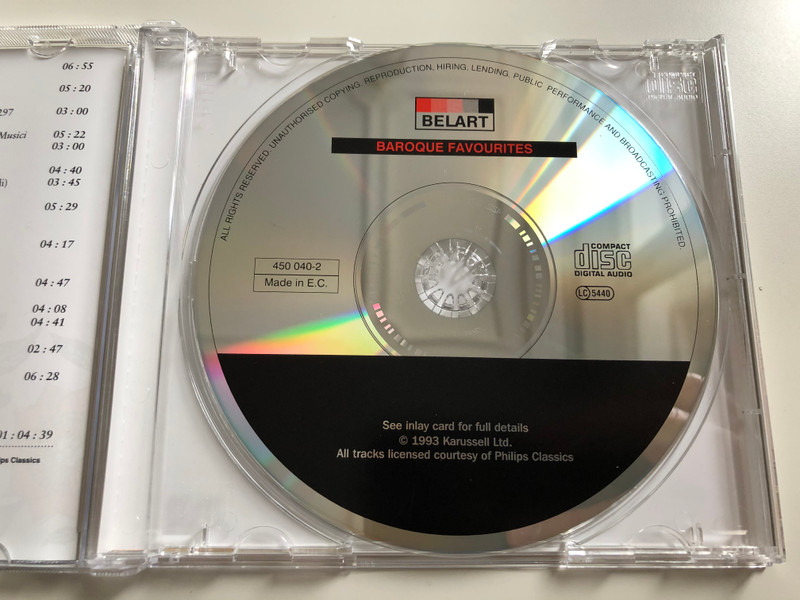 06 : 55
05 : 20
297
03 : 00
Musici
05 : 22
03 : 00
04 : 40
03 : 45
05 : 29
04 : 17
04 : 47
04 : 08
04 : 41
02 : 47
06 : 28
01 : 04 : 39
ips Classics
ALL RIGHTS RESERVED. UNAUTHORISED COPYING, REPRODUCTION, HIRING, LENDING, PUBLIC PERFORMANCE AND BROADCASTING PROHIBITED.
BELART
BAROQUE FAVOURITES
450 040-2
Made in E.C.
COMPACT
disc
DIGITAL AUDIO
LC 5440
See inlay card for full details
© 1993 Karussell Ltd.
All tracks licensed courtesy of Philips Classics
COMPACT
disc
DIGITAL AUDIO